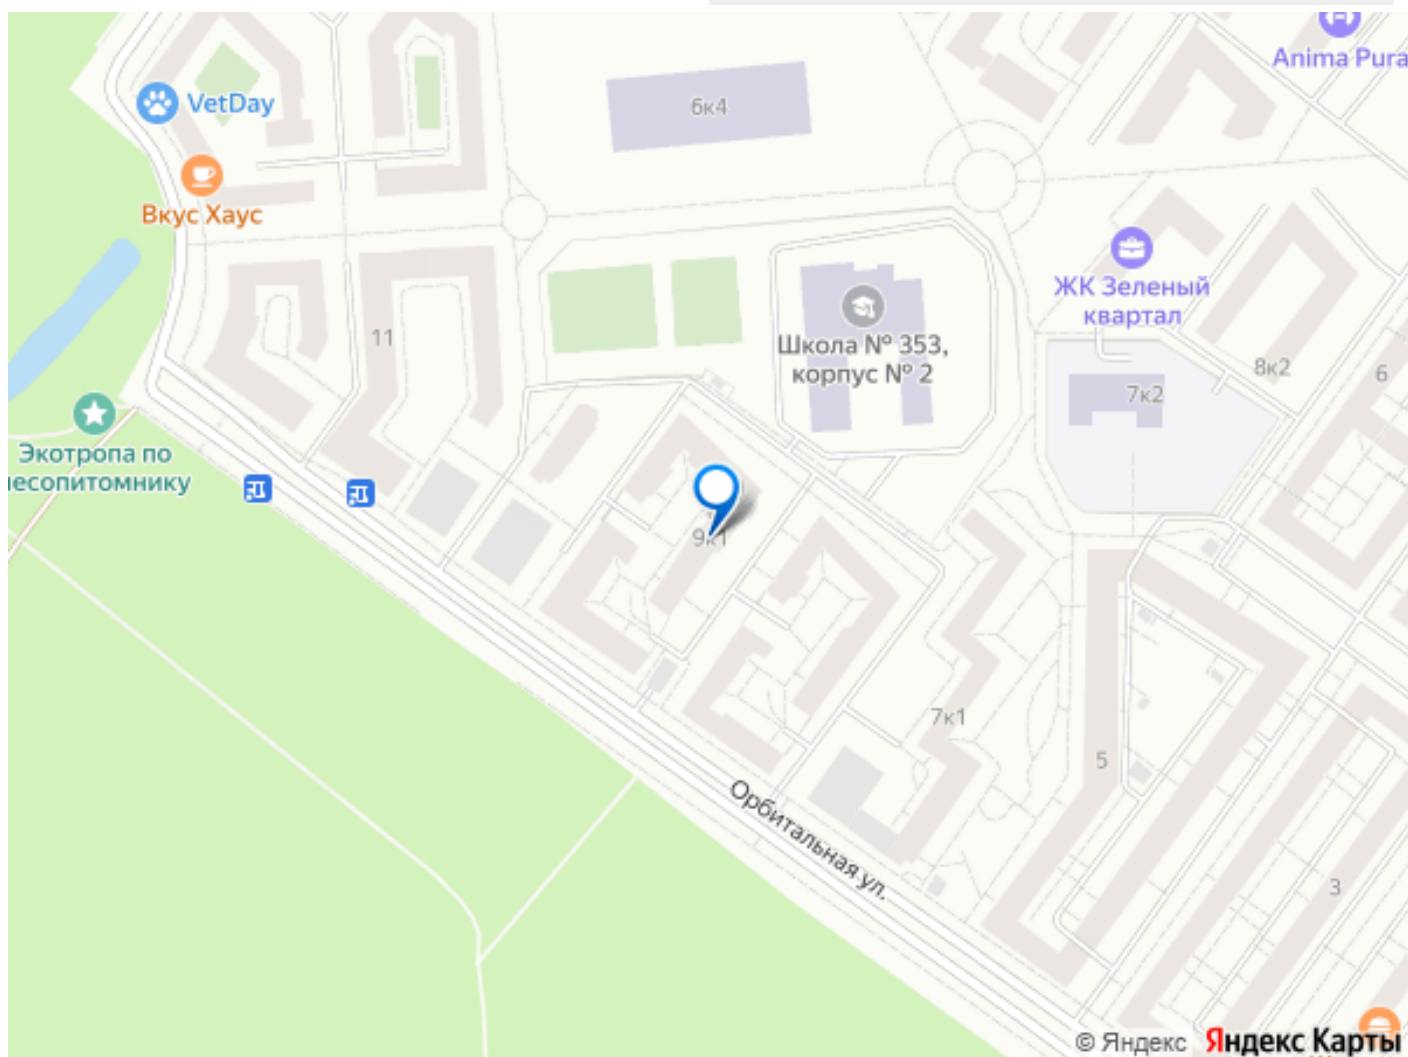 Anima Pura
VetDay
6к4
Вкус Хаус
ЖК Зеленый
квартал
11
Школа № 353,
корпус № 2
8к2
6
7к2
Экотропа по
лесопитомнику
9к1
7к1
5
Орбитальная ул.
3
© Яндекс Яндекс Карты